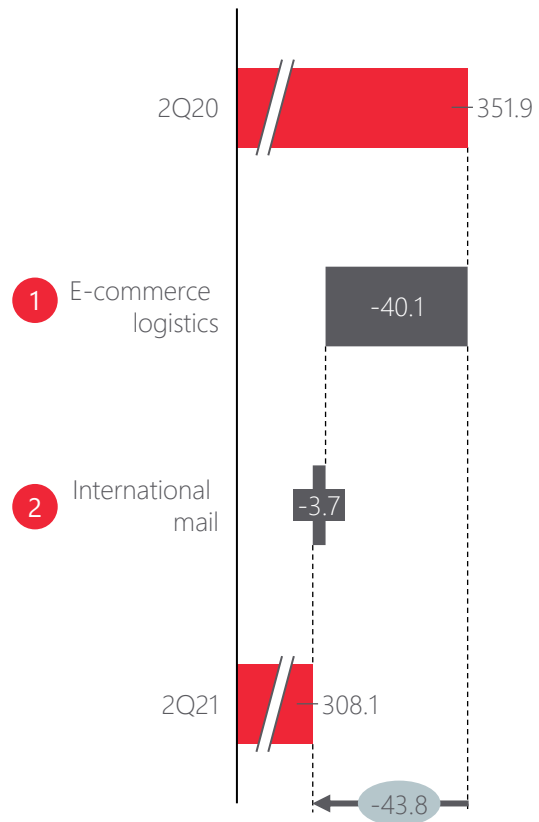 2Q20
351.9
1
E-commerce
logistics
-40.1
2
International
mail
-3.7
2Q21
308.1
-43.8